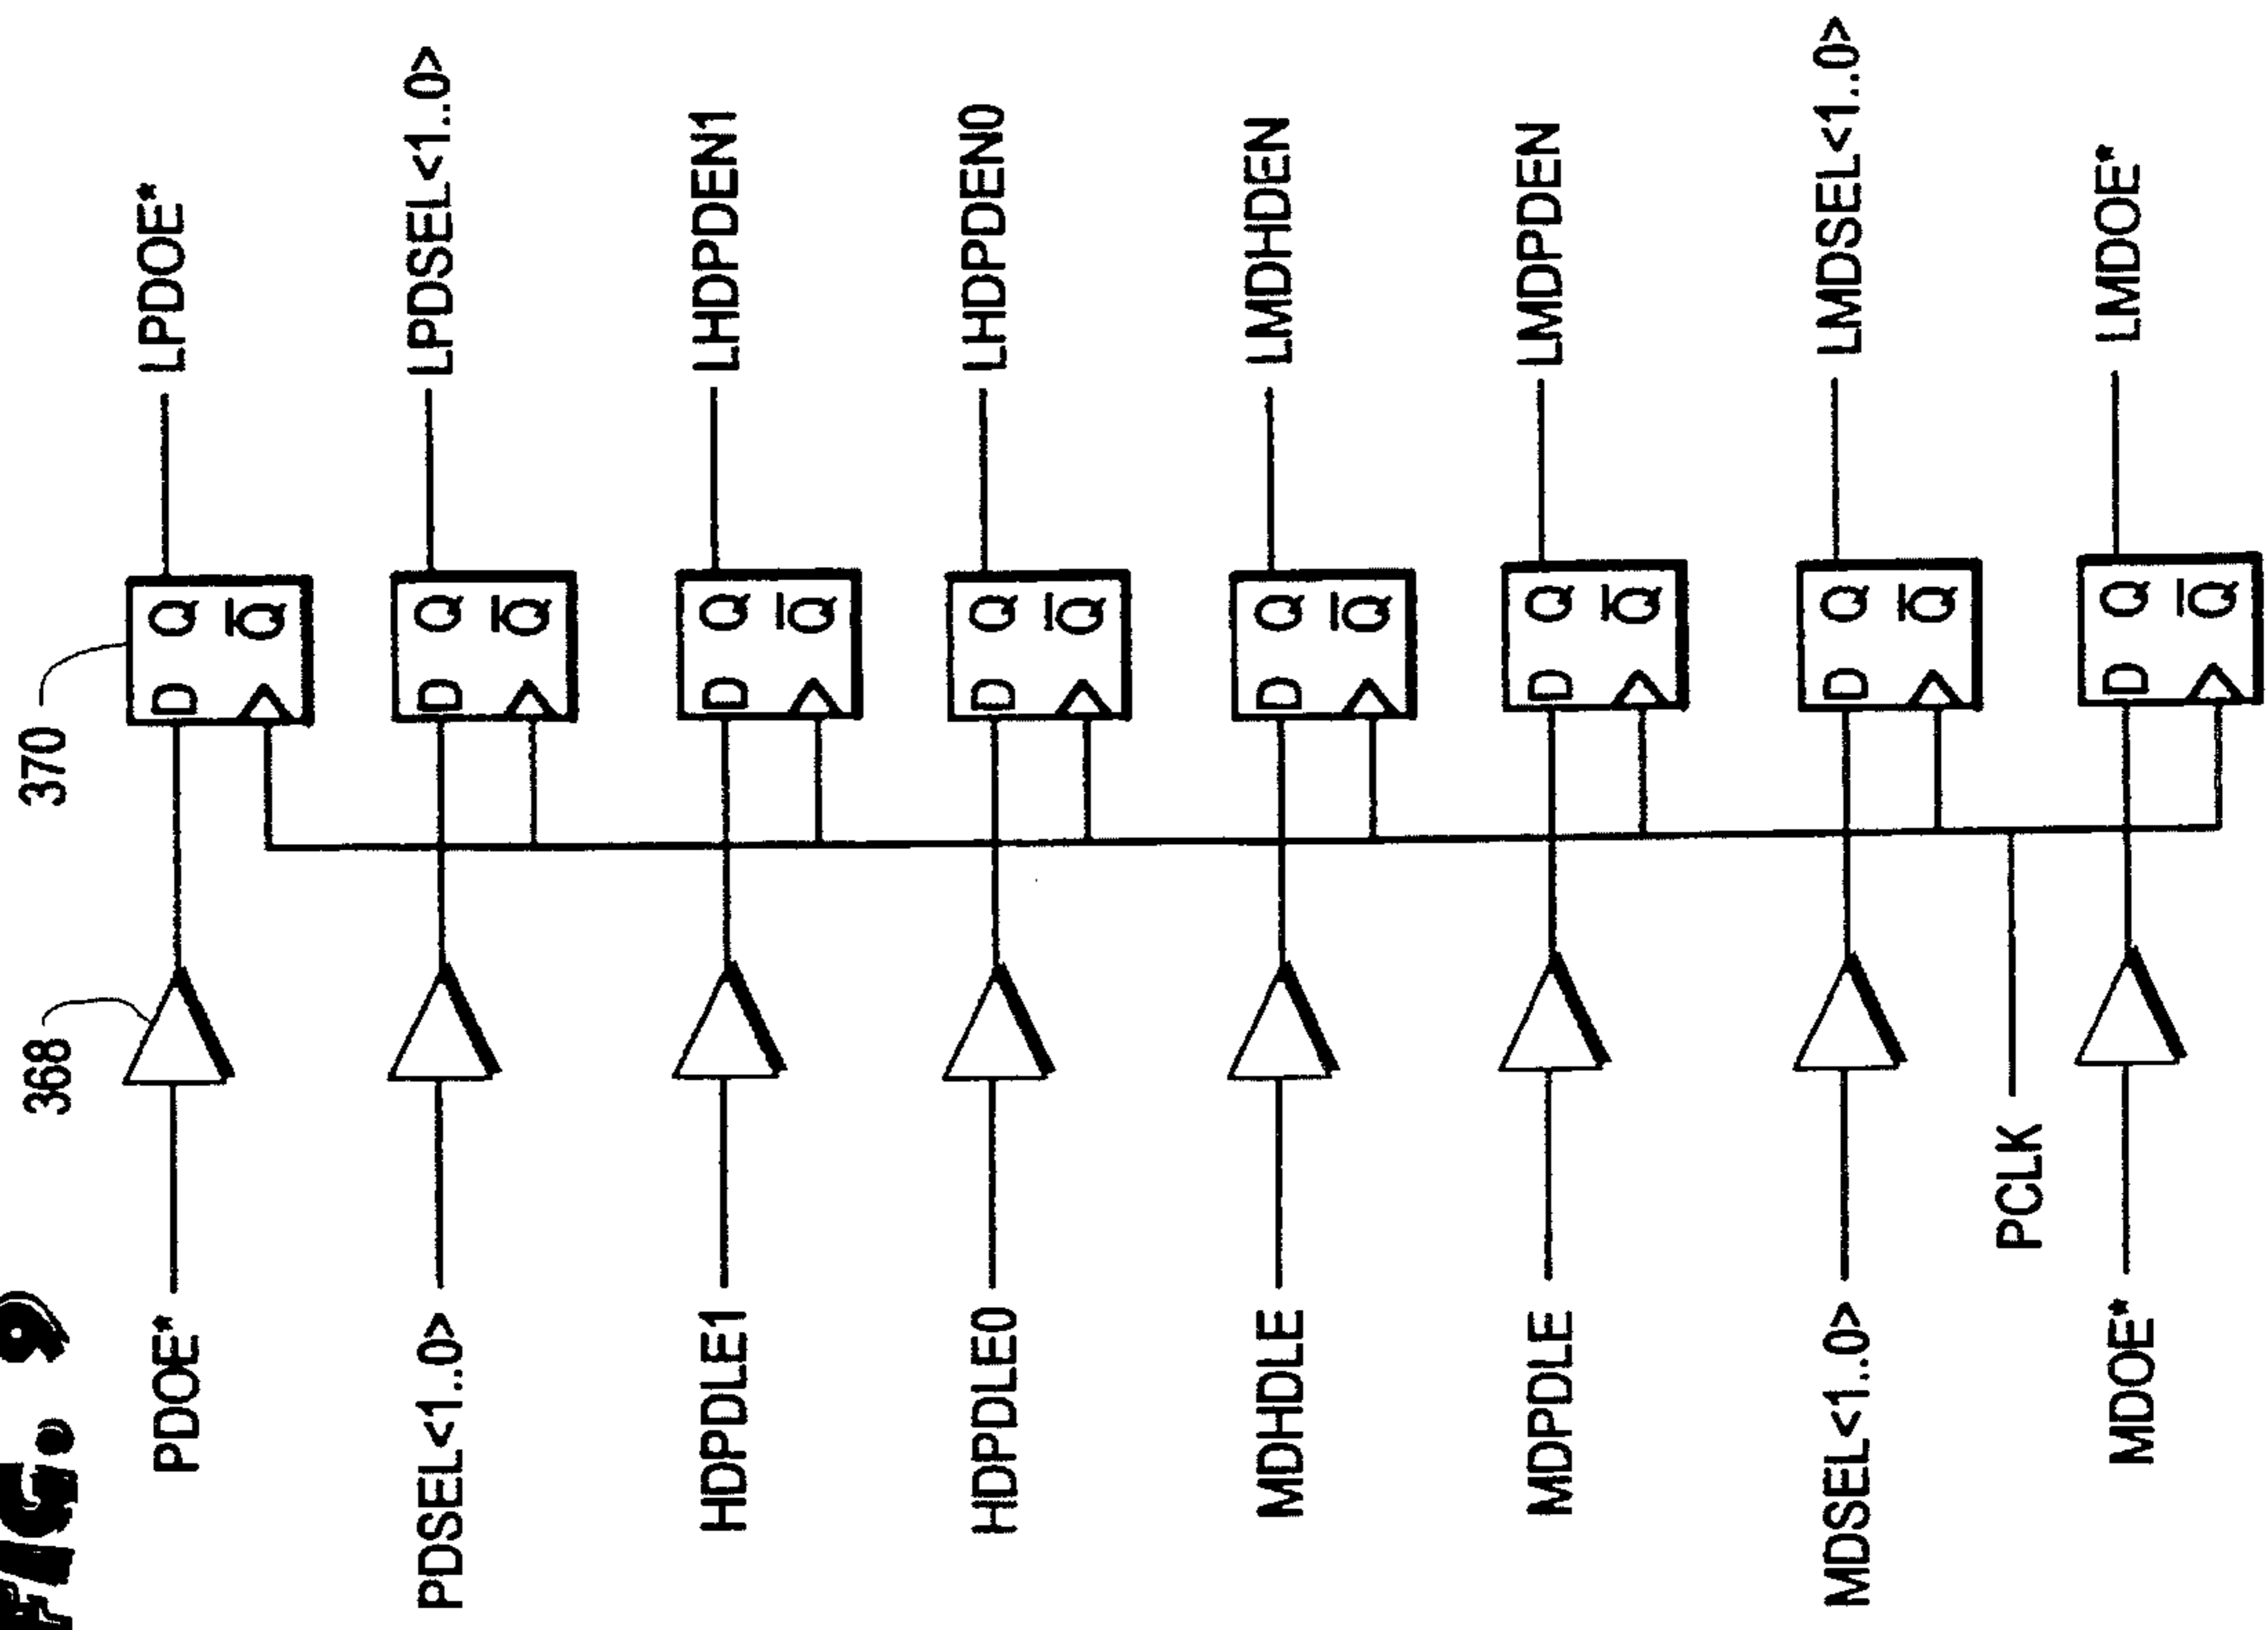 FIG. 9
368
370
PDOE*
D
Q
Q
LPDOE*
PDSEL<1..0>
D
Q
Q
LPDSEL<1..0>
HDPDLE1
D
Q
Q
LHDPDEN1
HDPDLE0
D
Q
Q
LHDPDEN0
MDHDLE
D
Q
Q
LMDHDEN
MDPDLE
D
Q
Q
LMDPDEN
MDSEL<1..0>
D
Q
Q
LMDSEL<1..0>
PCLK
MDOE*
D
Q
Q
LMDOE*